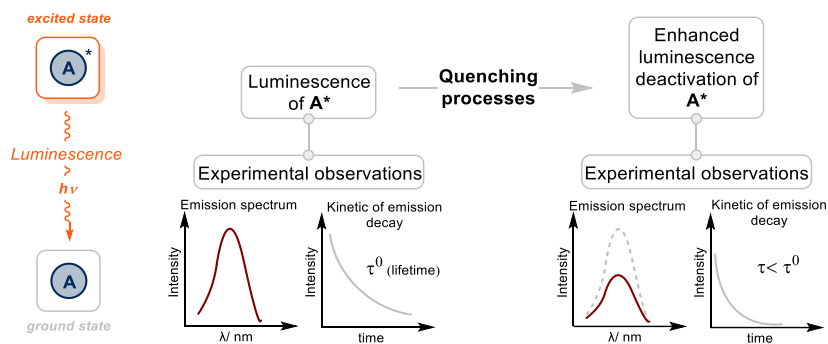 excited state
A
*
Luminescence
hν
A
ground state
Luminescence
of A*
Quenching
processes
Enhanced
luminescence
deactivation of
A*
Experimental observations
Emission spectrum
Intensity
λ/ nm
Kinetic of emission
decay
Intensity
τ⁰ (lifetime)
time
Experimental observations
Emission spectrum
Intensity
λ/ nm
Kinetic of emission
decay
Intensity
τ< τ⁰
time